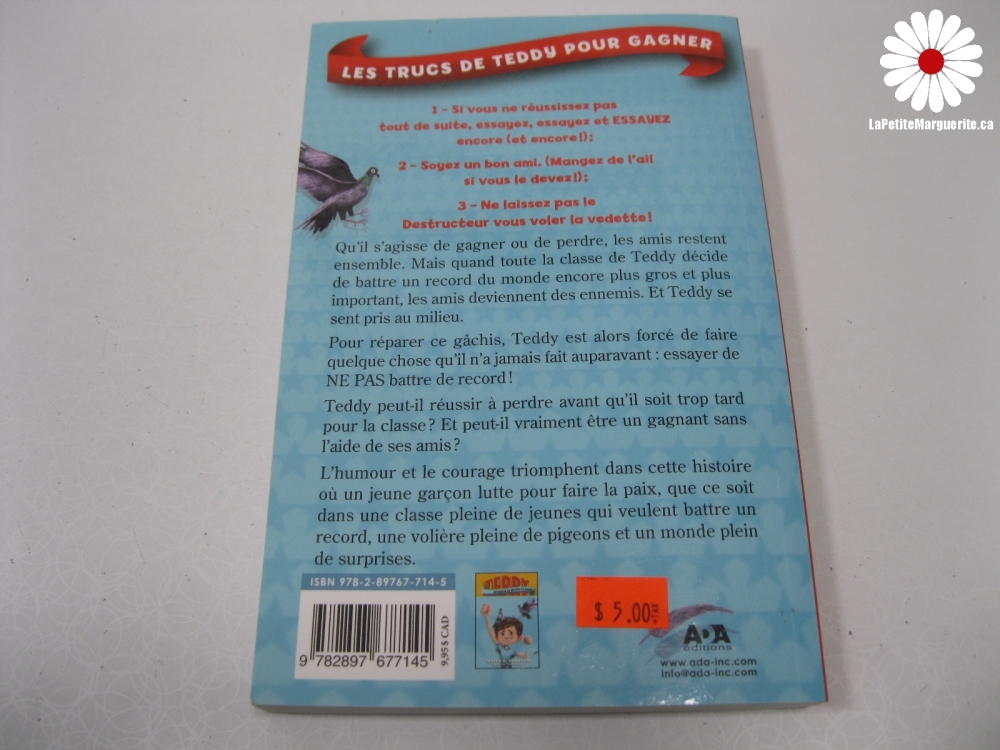 LES TRUCS DE TEDDY POUR GAGNER
LaPetiteMarguerite.ca
1 – Si vous ne réussissez pas
tout de suite, essayez, essayez et ESSAYEZ
encore (et encore!);
2 – Soyez un bon ami. (Mangez de l'ail
si vous le devez!);
3 – Ne laissez pas le
Destructeur vous voler la vedette!
Qu'il s'agisse de gagner ou de perdre, les amis restent
ensemble. Mais quand toute la classe de Teddy décide
de battre un record du monde encore plus gros et plus
important, les amis deviennent des ennemis. Et Teddy se
sent pris au milieu.
Pour réparer ce gâchis, Teddy est alors forcé de faire
quelque chose qu'il n'a jamais fait auparavant : essayer de
NE PAS battre de record!
Teddy peut-il réussir à perdre avant qu'il soit trop tard
pour la classe? Et peut-il vraiment être un gagnant sans
l'aide de ses amis?
L'humour et le courage triomphent dans cette histoire
où un jeune garçon lutte pour faire la paix, que ce soit
dans une classe pleine de jeunes qui veulent battre un
record, une volière pleine de pigeons et un monde plein
de surprises.
ISBN 978-2-89767-714-5
9 782897 677145
9,95 $ CAD
TEDDY
$ 5.00
ADA
éditions
www.ada-inc.com
info@ada-inc.com